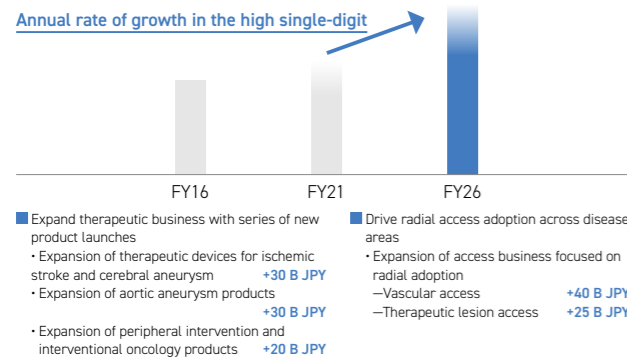 Annual rate of growth in the high single-digit
FY16 FY21 FY26
Expand therapeutic business with series of new
product launches
・Expansion of therapeutic devices for ischemic
stroke and cerebral aneurysm +30 B JPY
・Expansion of aortic aneurysm products
+30 B JPY
・Expansion of peripheral intervention and
interventional oncology products +20 B JPY
Drive radial access adoption across disease
areas
・Expansion of access business focused on
radial adoption
—Vascular access +40 B JPY
—Therapeutic lesion access +25 B JPY